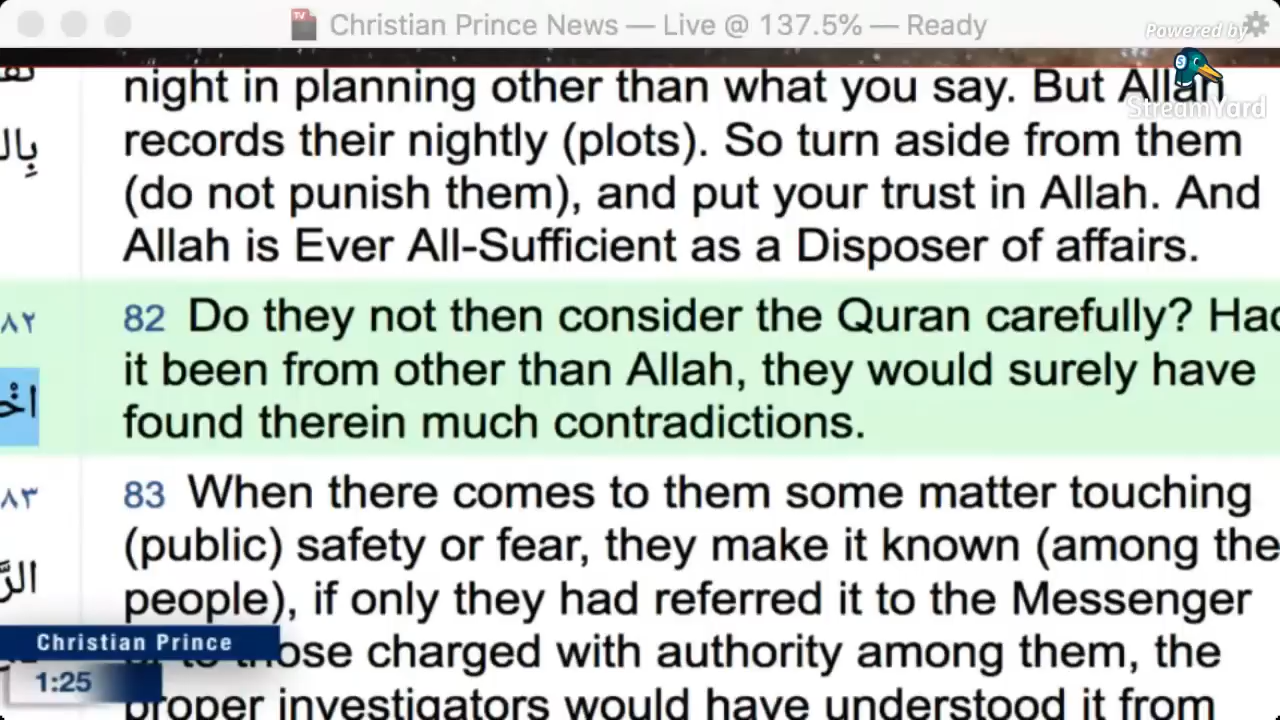 Christian Prince News — Live @ 137.5% — Ready
Powered by
StreamYard
night in planning other than what you say. But Allah
records their nightly (plots). So turn aside from them
(do not punish them), and put your trust in Allah. And
Allah is Ever All-Sufficient as a Disposer of affairs.
٨٢
82 Do they not then consider the Quran carefully? Had
it been from other than Allah, they would surely have
found therein much contradictions.
٨٣
83 When there comes to them some matter touching
(public) safety or fear, they make it known (among the
people), if only they had referred it to the Messenger
those charged with authority among them, the
proper investigators would have understood it from
Christian Prince
1:25